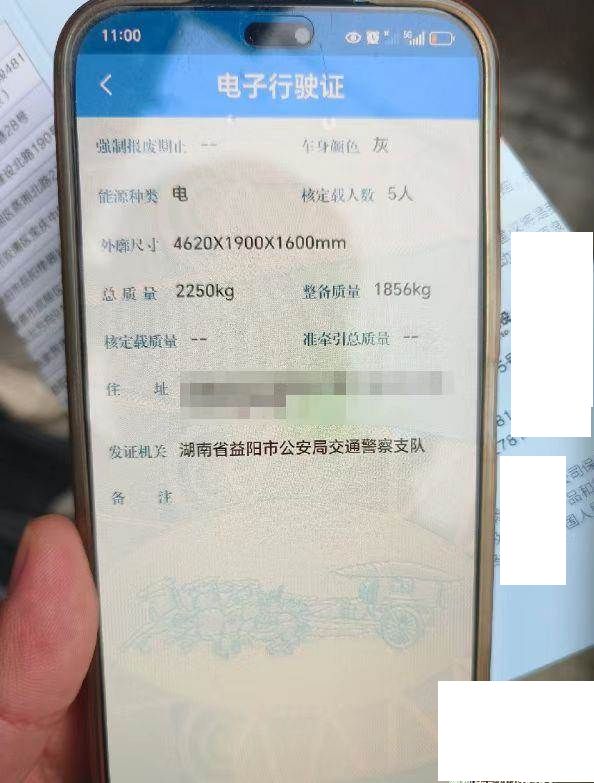 11:00
电子行驶证
强制报废期止 -- 车身颜色 灰
能源种类 电 核定载人数 5人
外廓尺寸 4620X1900X1600mm
总质量 2250kg 整备质量 1856kg
核定载质量 -- 准牵引总质量 --
住 址
发证机关 湖南省益阳市公安局交通警察支队
备 注